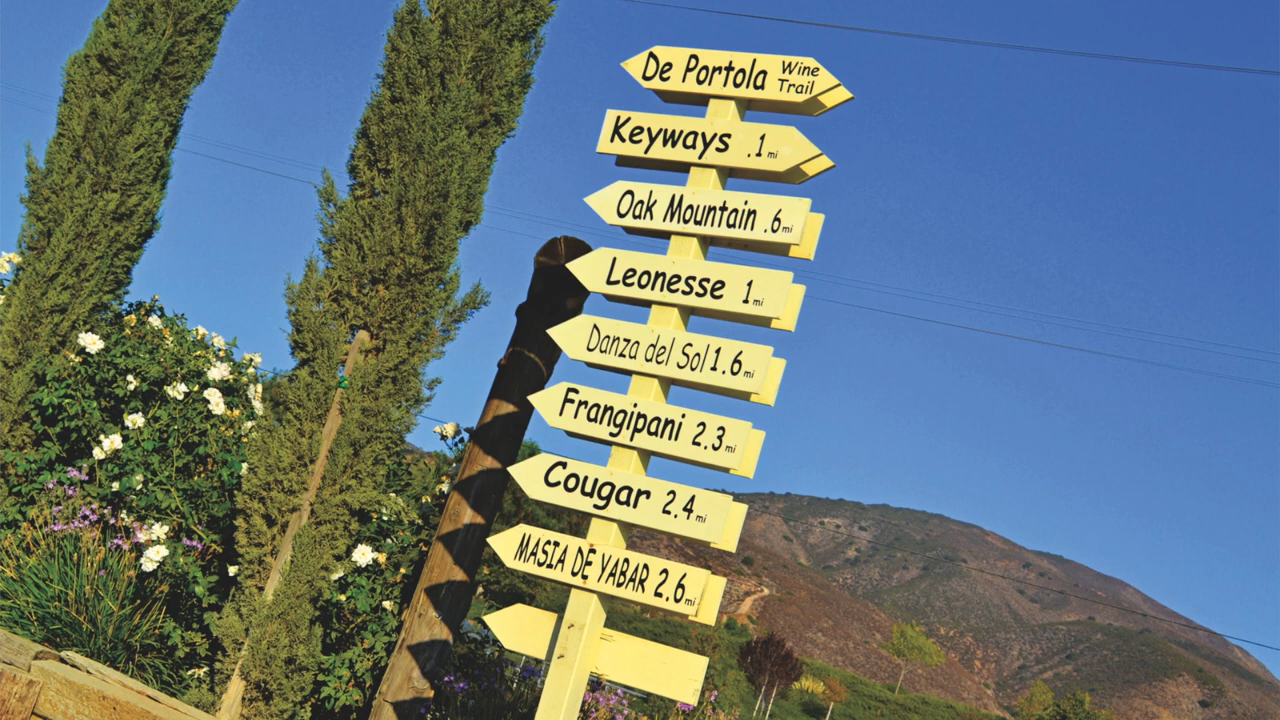 De Portola Wine Trail
Keyways .1 mi
Oak Mountain .6 mi
Leonesse 1 mi
Danza del Sol 1.6 mi
Frangipani 2.3 mi
Cougar 2.4 mi
MASIA DE YABAR 2.6 mi